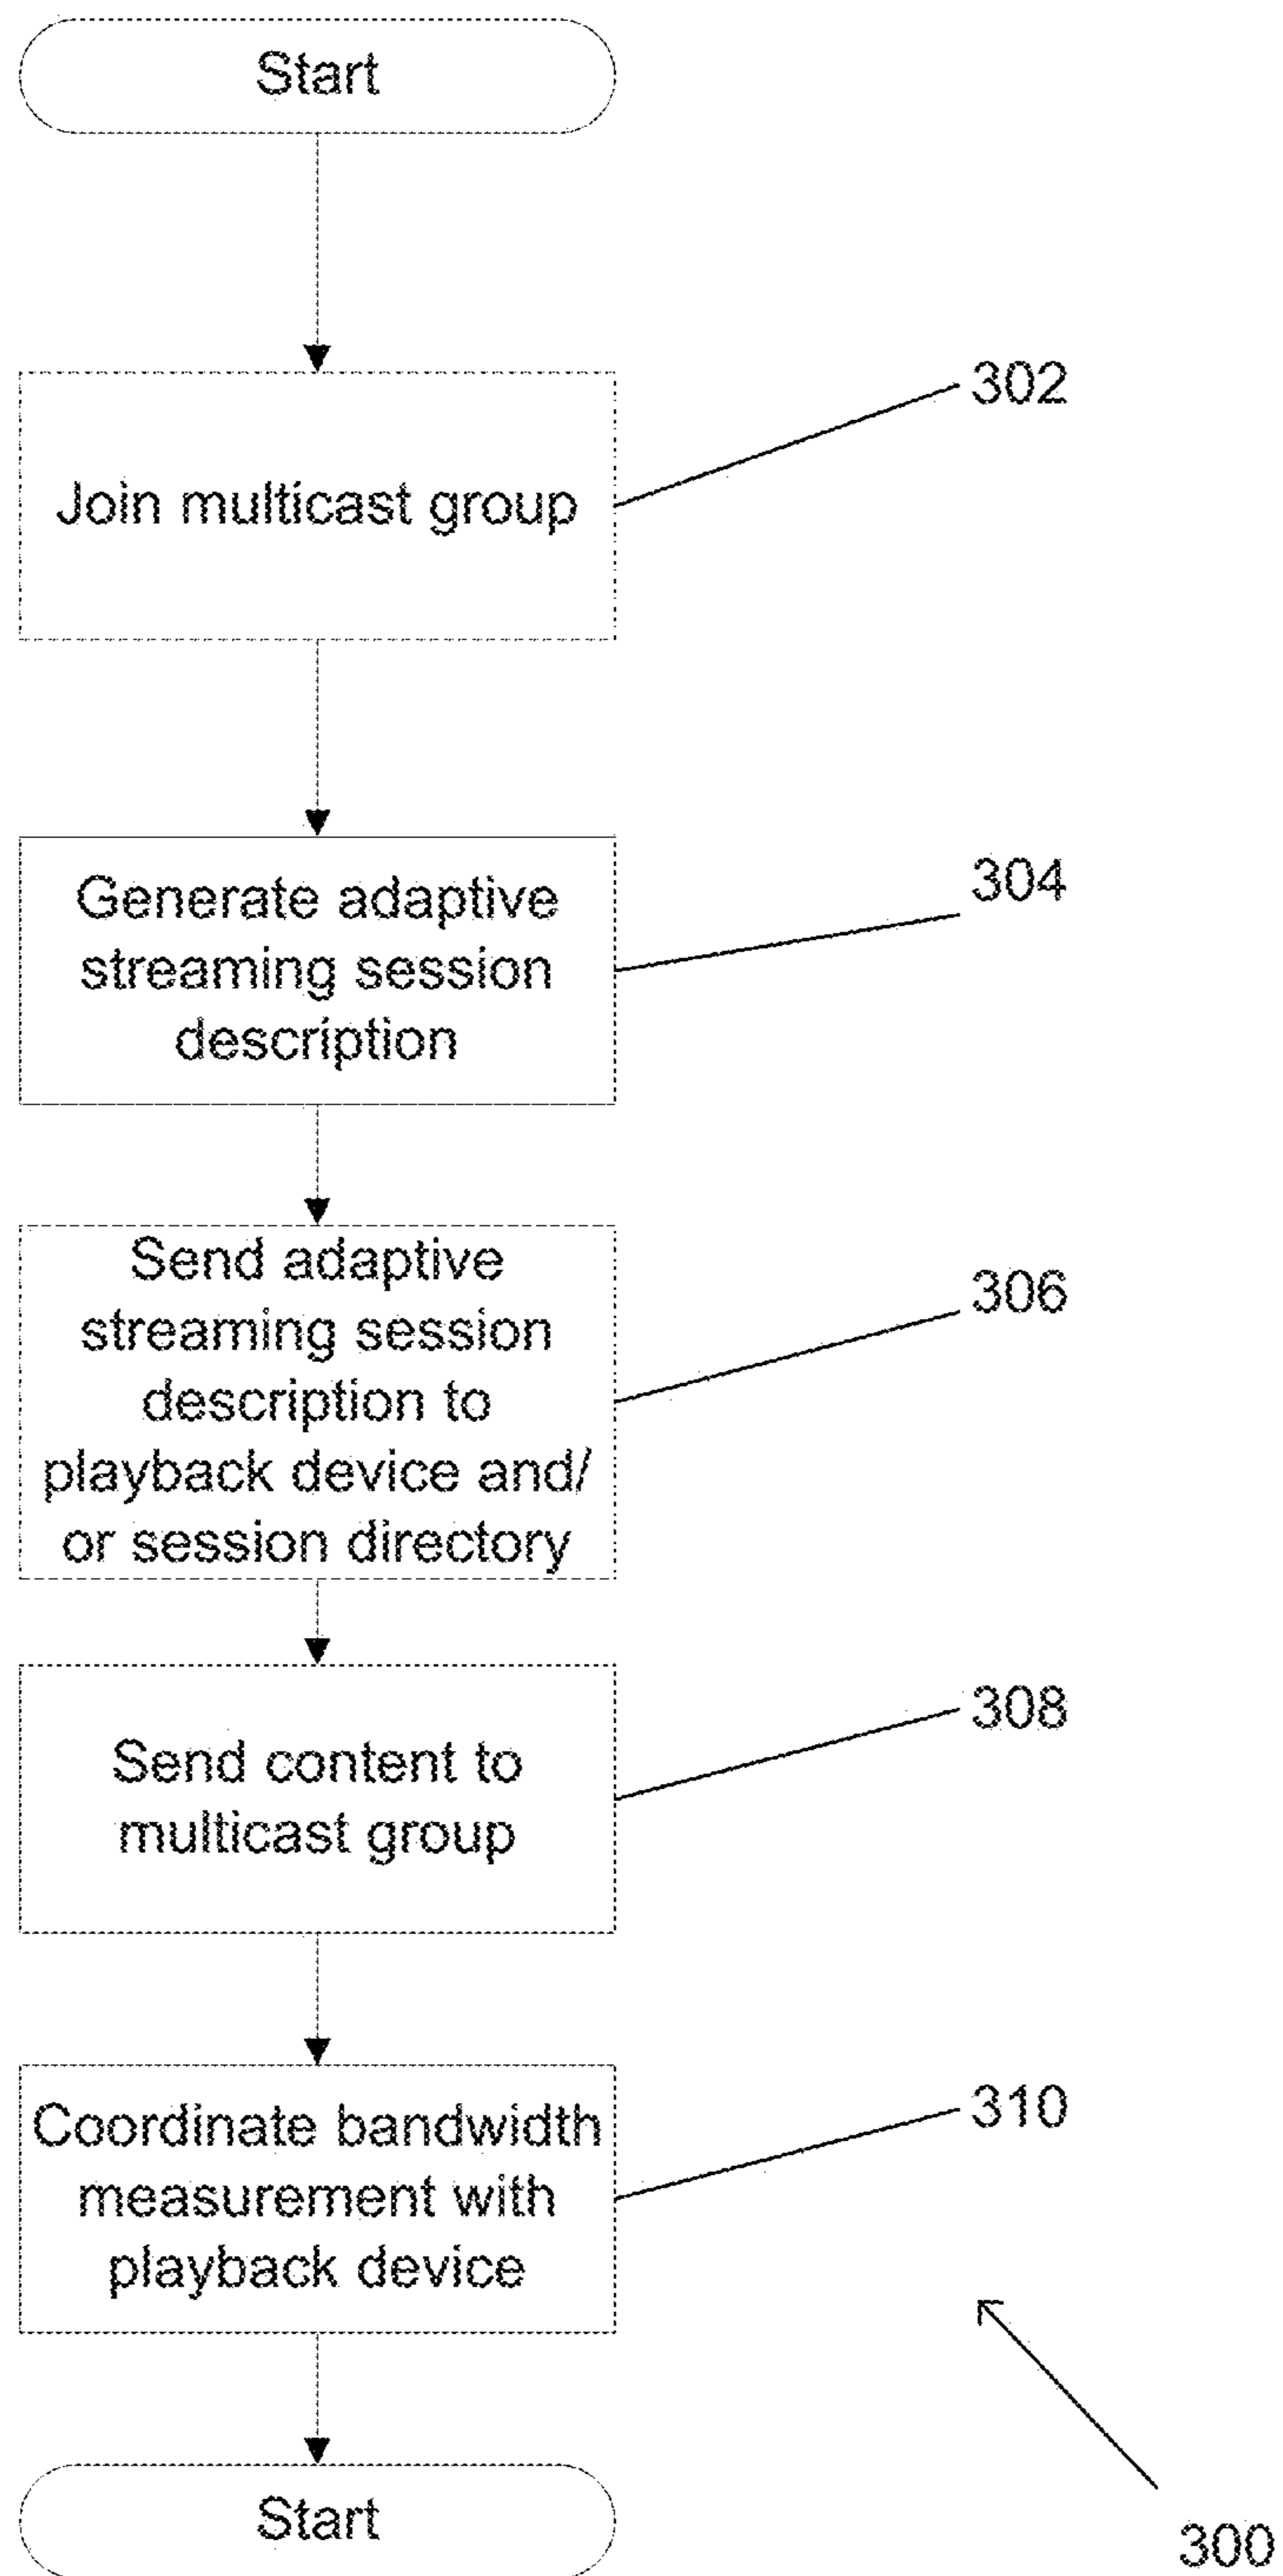 Start
302
Join multicast group
304
Generate adaptive
streaming session
description
306
Send adaptive
streaming session
description to
playback device and/
or session directory
308
Send content to
multicast group
310
Coordinate bandwidth
measurement with
playback device
Start
300